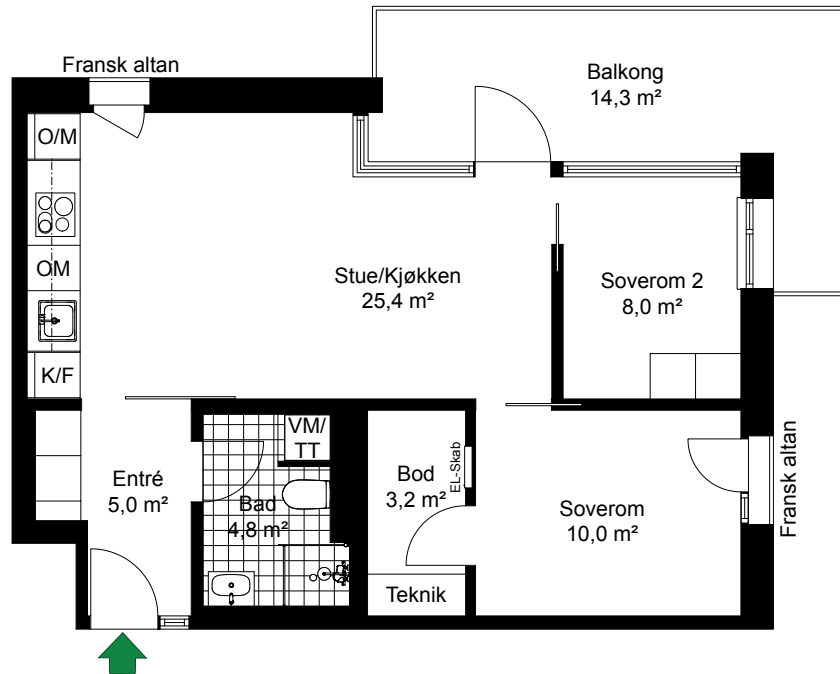 Fransk altan
Balkong
14,3 m²
O/M
OM
K/F
Stue/Kjøkken
25,4 m²
Soverom 2
8,0 m²
VM/
TT
Entré
5,0 m²
Bad
4,8 m²
Bod
3,2 m²
EL-Skab
Soverom
10,0 m²
Fransk altan
Teknik